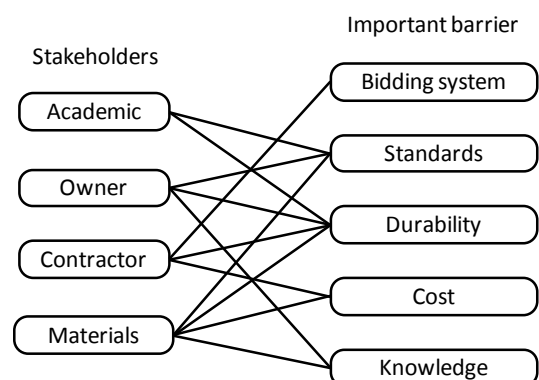 Important barrier
Stakeholders
Bidding system
Academic
Standards
Owner
Durability
Contractor
Cost
Materials
Knowledge